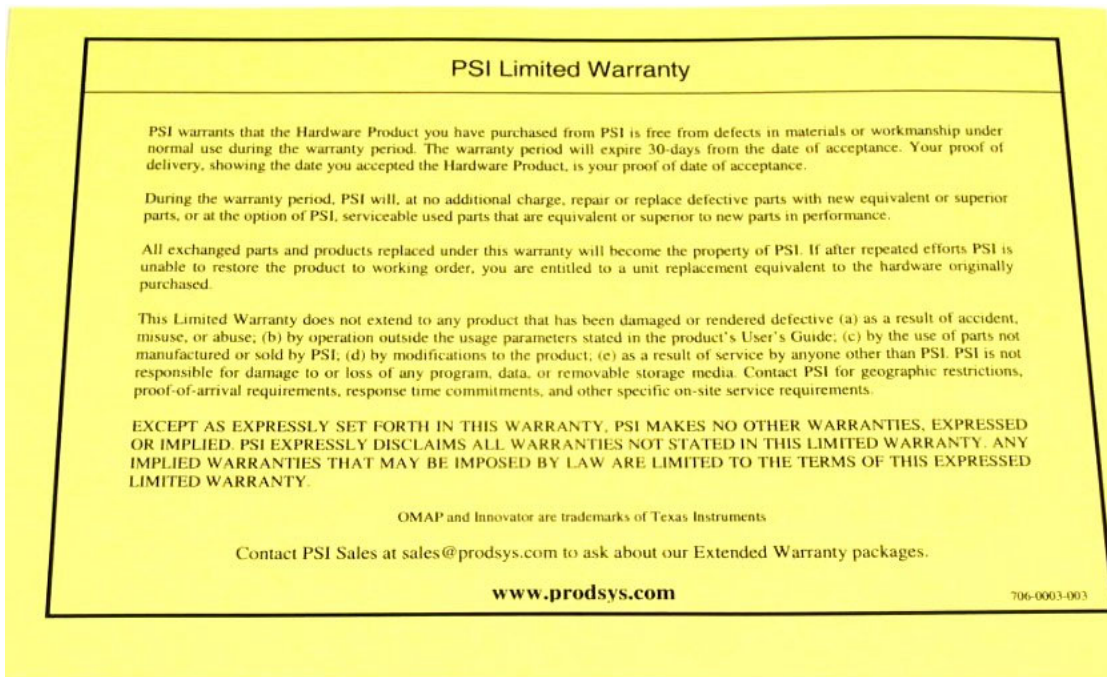 PSI Limited Warranty
PSI warrants that the Hardware Product you have purchased from PSI is free from defects in materials or workmanship under
normal use during the warranty period. The warranty period will expire 30-days from the date of acceptance. Your proof of
delivery, showing the date you accepted the Hardware Product, is your proof of date of acceptance.
During the warranty period, PSI will, at no additional charge, repair or replace defective parts with new equivalent or superior
parts, or at the option of PSI, serviceable used parts that are equivalent or superior to new parts in performance.
All exchanged parts and products replaced under this warranty will become the property of PSI. If after repeated efforts PSI is
unable to restore the product to working order, you are entitled to a unit replacement equivalent to the hardware originally
purchased.
This Limited Warranty does not extend to any product that has been damaged or rendered defective (a) as a result of accident,
misuse, or abuse; (b) by operation outside the usage parameters stated in the product's User's Guide; (c) by the use of parts not
manufactured or sold by PSI; (d) by modifications to the product; (e) as a result of service by anyone other than PSI. PSI is not
responsible for damage to or loss of any program, data, or removable storage media. Contact PSI for geographic restrictions,
proof-of-arrival requirements, response time commitments, and other specific on-site service requirements.
EXCEPT AS EXPRESSLY SET FORTH IN THIS WARRANTY, PSI MAKES NO OTHER WARRANTIES, EXPRESSED
OR IMPLIED. PSI EXPRESSLY DISCLAIMS ALL WARRANTIES NOT STATED IN THIS LIMITED WARRANTY. ANY
IMPLIED WARRANTIES THAT MAY BE IMPOSED BY LAW ARE LIMITED TO THE TERMS OF THIS EXPRESSED
LIMITED WARRANTY.
OMAP and Innovator are trademarks of Texas Instruments
Contact PSI Sales at sales@prodsys.com to ask about our Extended Warranty packages.
www.prodsys.com
706-0003-003